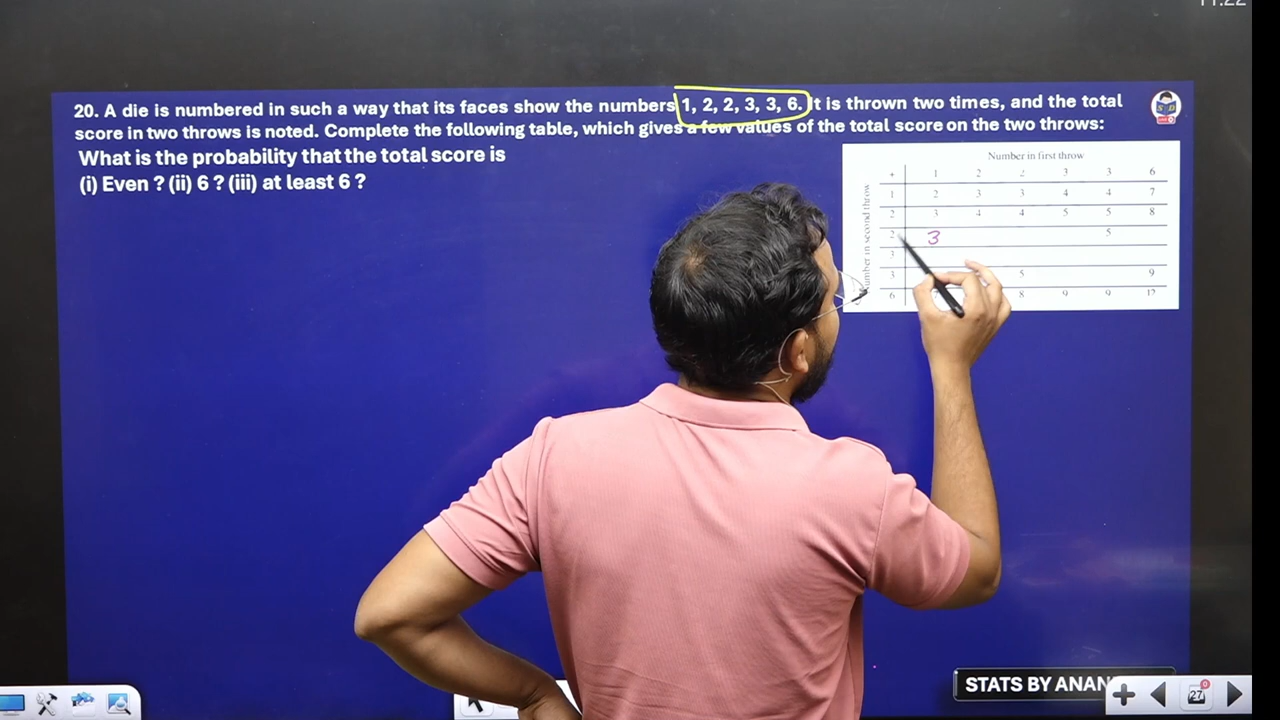 11:22
20. A die is numbered in such a way that its faces show the numbers 1, 2, 2, 3, 3, 6. It is thrown two times, and the total
score in two throws is noted. Complete the following table, which gives a few values of the total score on the two throws:
What is the probability that the total score is
(i) Even ? (ii) 6 ? (iii) at least 6 ?
Number in first throw
Number in second throw
+ 1 2 2 3 3 6
1 2 3 3 4 4 7
2 3 4 4 5 5 8
2 3 5
3
3 5 9
6 8 9 9 12
STATS BY ANAN
27
0